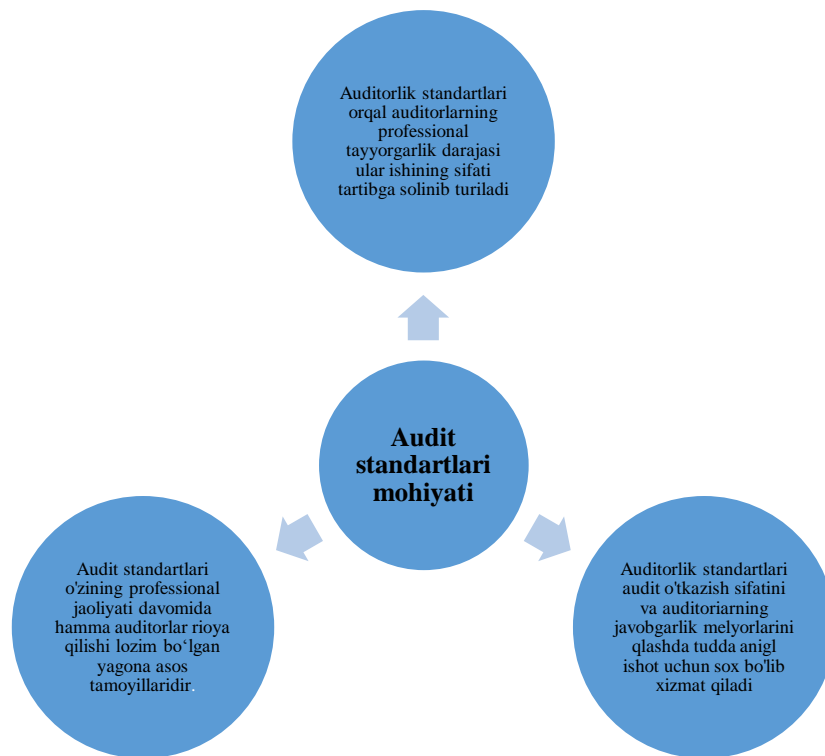 Auditorlik standartlari
orqal auditorlarning
professional
tayyorgarlik darajasi
ular ishining sifati
tartibga solinib turiladi
Audit
standartlari
mohiyati
Audit standartlari
o'zining professional
jaoliyati davomida
hamma auditorlar rioya
qilishi lozim bo‘lgan
yagona asos
tamoyillaridir.
Auditorlik standartlari
audit o'tkazish sifatini
va auditoriarning
javobgarlik melyorlarini
qlashda tudda anigl
ishot uchun sox bo'lib
xizmat qiladi